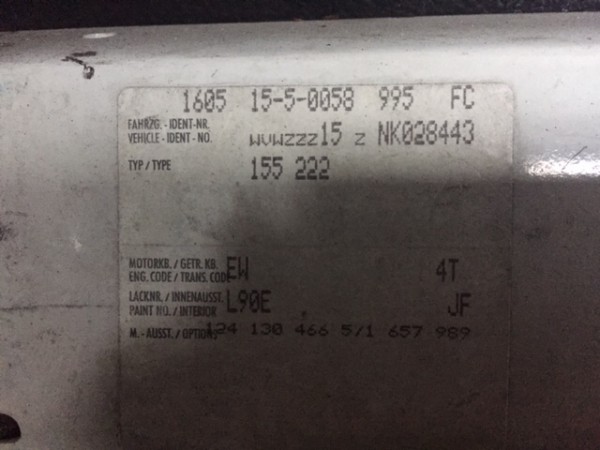 1605 15-5-0058 995 FC
FAHRZG.-IDENT-NR.
VEHICLE-IDENT-NO. WVWZZZ15 Z NK028443
TYP/TYPE 155 222
MOTORKB./GETR.KB.
ENG.CODE/TRANS.CODE EW 4T
LACKNR./INNENAUSST.
PAINT NO./INTERIOR L90E JF
M.-AUSST./OPTIONS 124 130 466 5/1 657 989